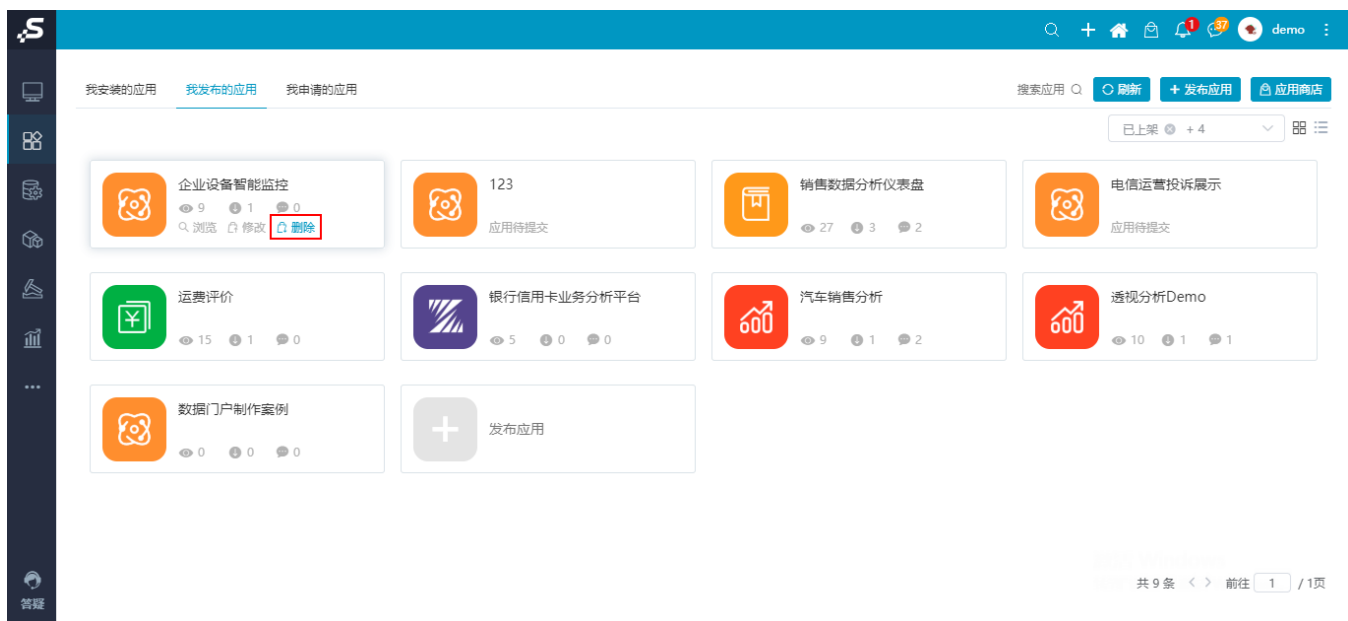 S
1 37 demo
我安装的应用 我发布的应用 我申请的应用 搜索应用 刷新 + 发布应用 应用商店
已上架 + 4
企业设备智能监控
9 1 0
浏览 修改 删除
123
应用待提交
销售数据分析仪表盘
27 3 2
电信运营投诉展示
应用待提交
运费评价
15 1 0
银行信用卡业务分析平台
5 0 0
汽车销售分析
9 1 2
透视分析Demo
10 1 1
数据门户制作案例
0 0 0
发布应用
共 9 条 < > 前往 1 / 1页
答疑